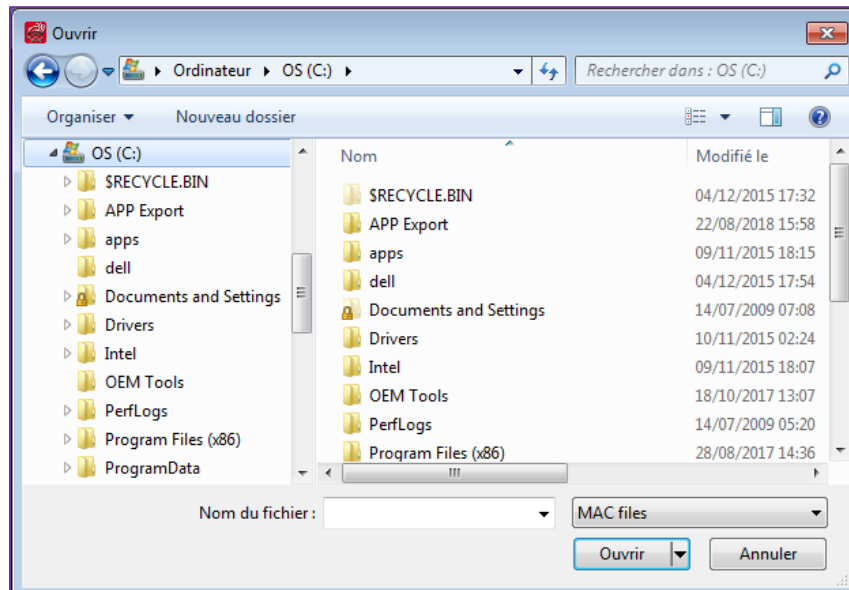 Ouvrir
Ordinateur OS (C:)
Rechercher dans : OS (C:)
Organiser Nouveau dossier
OS (C:)
$RECYCLE.BIN
APP Export
apps
dell
Documents and Settings
Drivers
Intel
OEM Tools
PerfLogs
Program Files (x86)
ProgramData
Nom Modifié le
$RECYCLE.BIN 04/12/2015 17:32
APP Export 22/08/2018 15:58
apps 09/11/2015 18:15
dell 04/12/2015 17:54
Documents and Settings 14/07/2009 07:08
Drivers 10/11/2015 02:24
Intel 09/11/2015 18:07
OEM Tools 18/10/2017 13:07
PerfLogs 14/07/2009 05:20
Program Files (x86) 28/08/2017 14:36
Nom du fichier : MAC files
Ouvrir Annuler